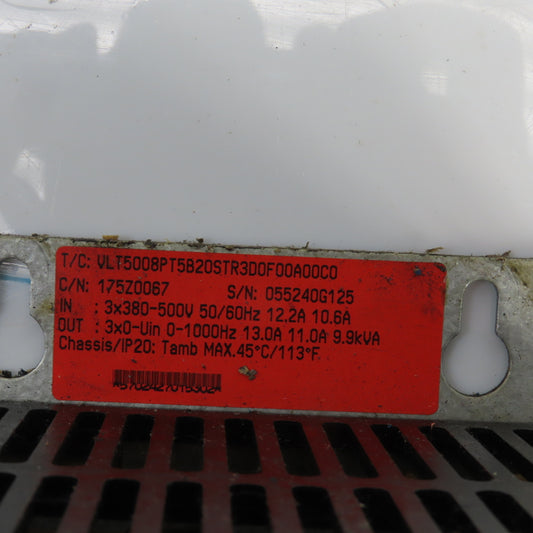 T/C: VLT5008PT5B20STR3D0F00A00C0
C/N: 175Z0067 S/N: 055240G125
IN : 3x380-500V 50/60Hz 12.2A 10.6A
OUT : 3x0-Uin 0-1000Hz 13.0A 11.0A 9.9kVA
Chassis/IP20: Tamb MAX.45°C/113°F